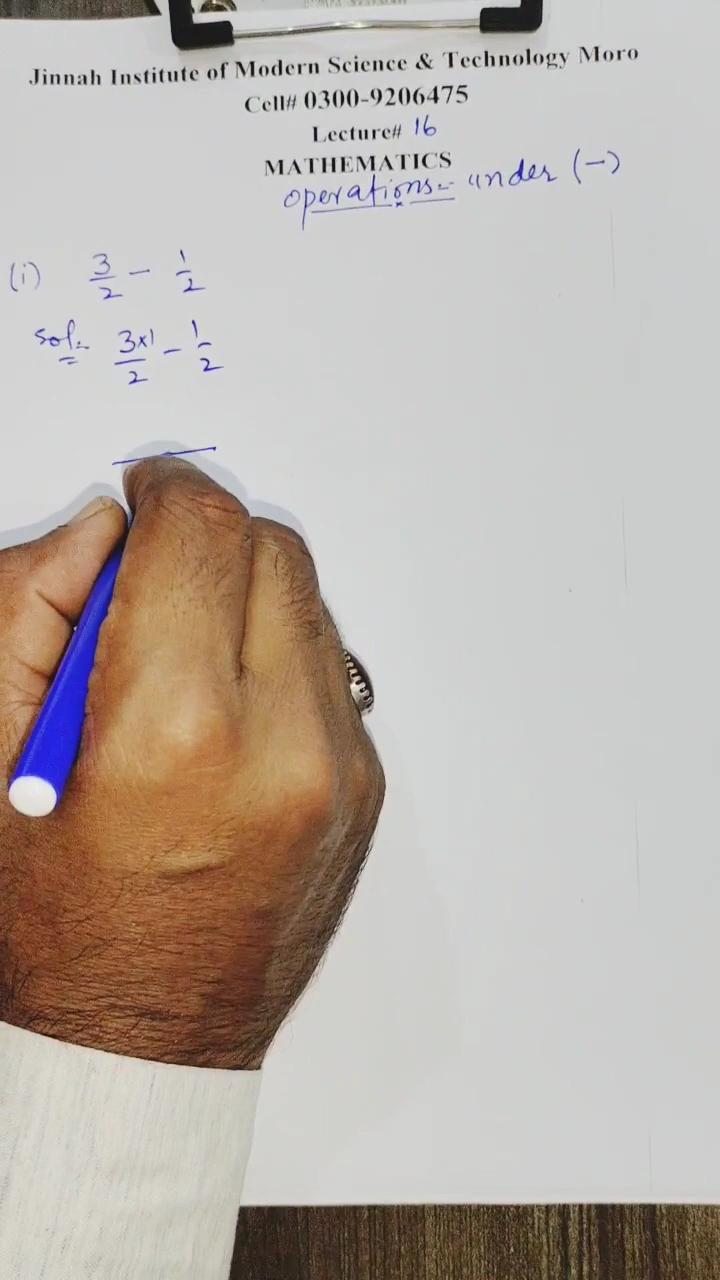 Jinnah Institute of Modern Science & Technology Moro
Cell# 0300-9206475
Lecture# 16
MATHEMATICS
operations:- under (-)
(i) 3/2 - 1/2
Sol:- 3×1/2 - 1/2